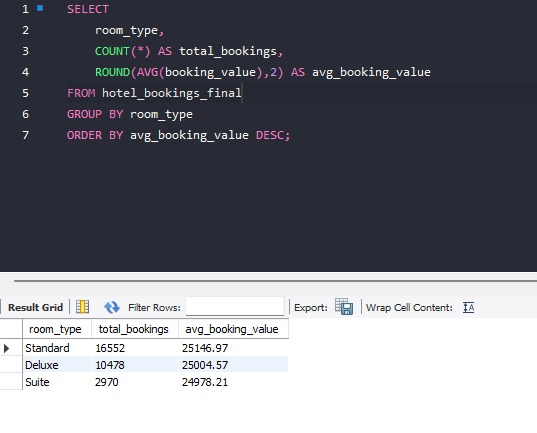 1 SELECT
2 room_type,
3 COUNT(*) AS total_bookings,
4 ROUND(AVG(booking_value),2) AS avg_booking_value
5 FROM hotel_bookings_final
6 GROUP BY room_type
7 ORDER BY avg_booking_value DESC;
Result Grid Filter Rows: Export: Wrap Cell Content: IA
room_type total_bookings avg_booking_value
Standard 16552 25146.97
Deluxe 10478 25004.57
Suite 2970 24978.21